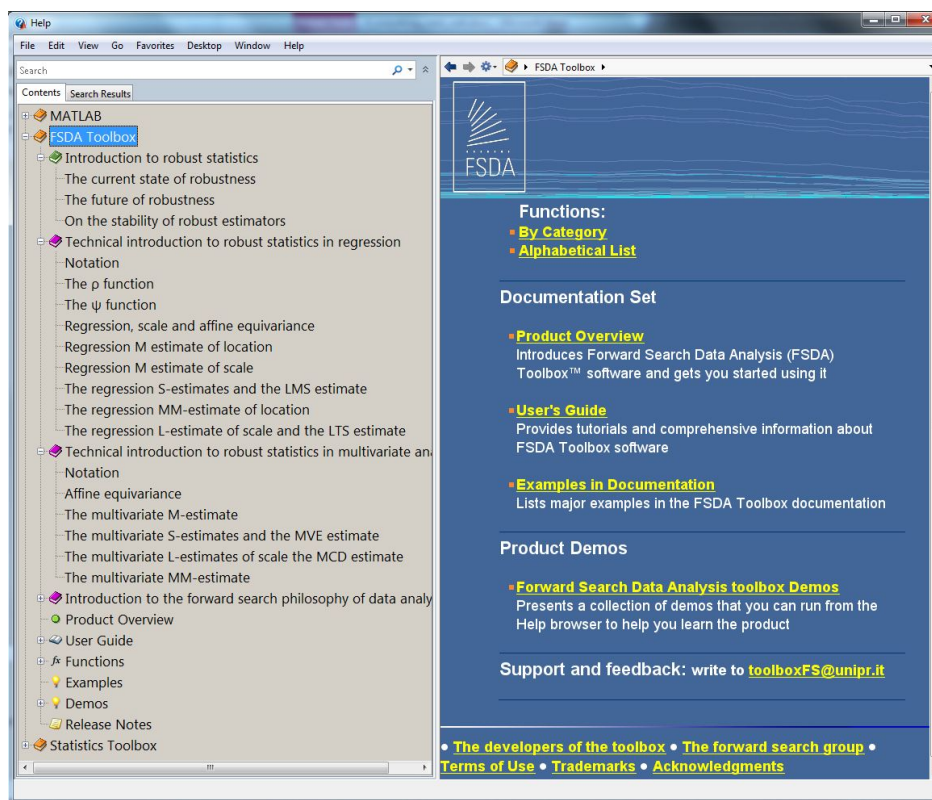 Help
File Edit View Go Favorites Desktop Window Help
Search
Contents Search Results
MATLAB
FSDA Toolbox
Introduction to robust statistics
The current state of robustness
The future of robustness
On the stability of robust estimators
Technical introduction to robust statistics in regression
Notation
The ρ function
The ψ function
Regression, scale and affine equivariance
Regression M estimate of location
Regression M estimate of scale
The regression S-estimates and the LMS estimate
The regression MM-estimate of location
The regression L-estimate of scale and the LTS estimate
Technical introduction to robust statistics in multivariate an
Notation
Affine equivariance
The multivariate M-estimate
The multivariate S-estimates and the MVE estimate
The multivariate L-estimates of scale the MCD estimate
The multivariate MM-estimate
Introduction to the forward search philosophy of data analy
Product Overview
User Guide
fx Functions
Examples
Demos
Release Notes
Statistics Toolbox
FSDA Toolbox
FSDA
Functions:
By Category
Alphabetical List
Documentation Set
Product Overview
Introduces Forward Search Data Analysis (FSDA)
Toolbox™ software and gets you started using it
User's Guide
Provides tutorials and comprehensive information about
FSDA Toolbox software
Examples in Documentation
Lists major examples in the FSDA Toolbox documentation
Product Demos
Forward Search Data Analysis toolbox Demos
Presents a collection of demos that you can run from the
Help browser to help you learn the product
Support and feedback: write to toolboxFS@unipr.it
• The developers of the toolbox • The forward search group •
Terms of Use • Trademarks • Acknowledgments